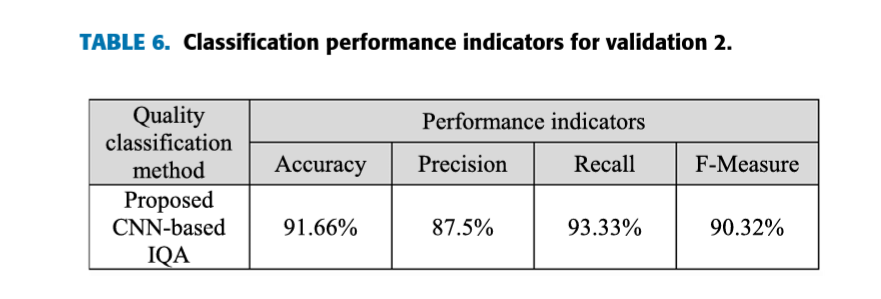 TABLE 6. Classification performance indicators for validation 2.
Quality
classification
method
Performance indicators
Accuracy Precision Recall F-Measure
Proposed
CNN-based
IQA
91.66% 87.5% 93.33% 90.32%